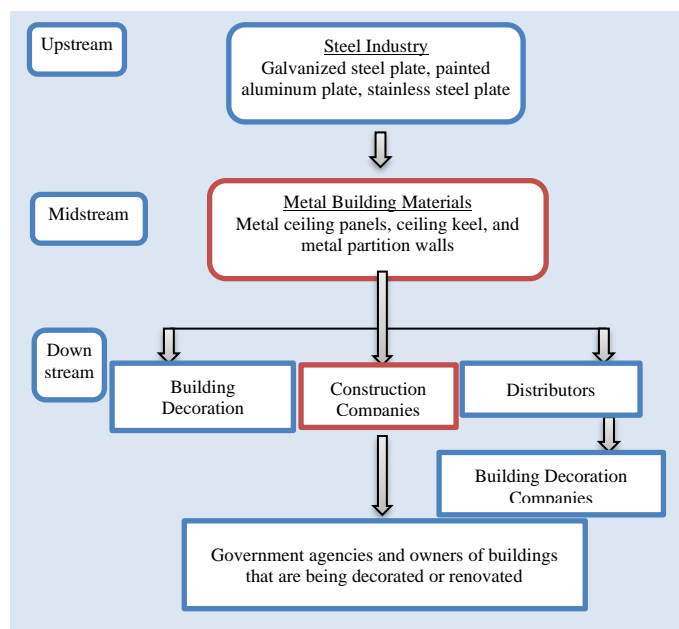 Upstream
Steel Industry
Galvanized steel plate, painted
aluminum plate, stainless steel plate
Midstream
Metal Building Materials
Metal ceiling panels, ceiling keel, and
metal partition walls
Down
stream
Building
Decoration
Construction
Companies
Distributors
Building Decoration
Companies
Government agencies and owners of buildings
that are being decorated or renovated